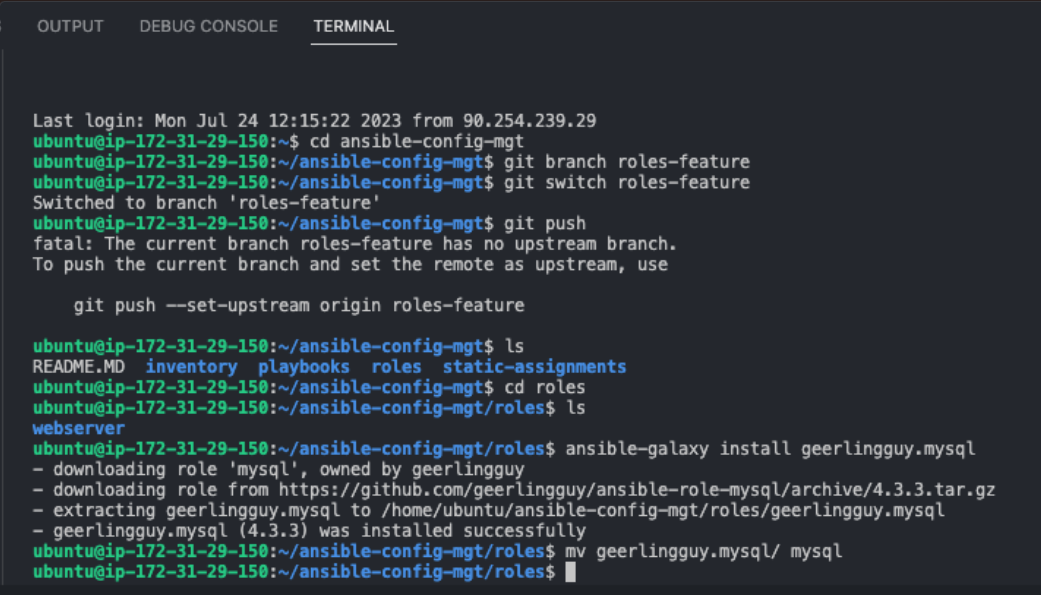 OUTPUT DEBUG CONSOLE TERMINAL
Last login: Mon Jul 24 12:15:22 2023 from 90.254.239.29
ubuntu@ip-172-31-29-150:~$ cd ansible-config-mgt
ubuntu@ip-172-31-29-150:~/ansible-config-mgt$ git branch roles-feature
ubuntu@ip-172-31-29-150:~/ansible-config-mgt$ git switch roles-feature
Switched to branch 'roles-feature'
ubuntu@ip-172-31-29-150:~/ansible-config-mgt$ git push
fatal: The current branch roles-feature has no upstream branch.
To push the current branch and set the remote as upstream, use
    git push --set-upstream origin roles-feature
ubuntu@ip-172-31-29-150:~/ansible-config-mgt$ ls
README.MD  inventory  playbooks  roles  static-assignments
ubuntu@ip-172-31-29-150:~/ansible-config-mgt$ cd roles
ubuntu@ip-172-31-29-150:~/ansible-config-mgt/roles$ ls
webserver
ubuntu@ip-172-31-29-150:~/ansible-config-mgt/roles$ ansible-galaxy install geerlingguy.mysql
- downloading role 'mysql', owned by geerlingguy
- downloading role from https://github.com/geerlingguy/ansible-role-mysql/archive/4.3.3.tar.gz
- extracting geerlingguy.mysql to /home/ubuntu/ansible-config-mgt/roles/geerlingguy.mysql
- geerlingguy.mysql (4.3.3) was installed successfully
ubuntu@ip-172-31-29-150:~/ansible-config-mgt/roles$ mv geerlingguy.mysql/ mysql
ubuntu@ip-172-31-29-150:~/ansible-config-mgt/roles$